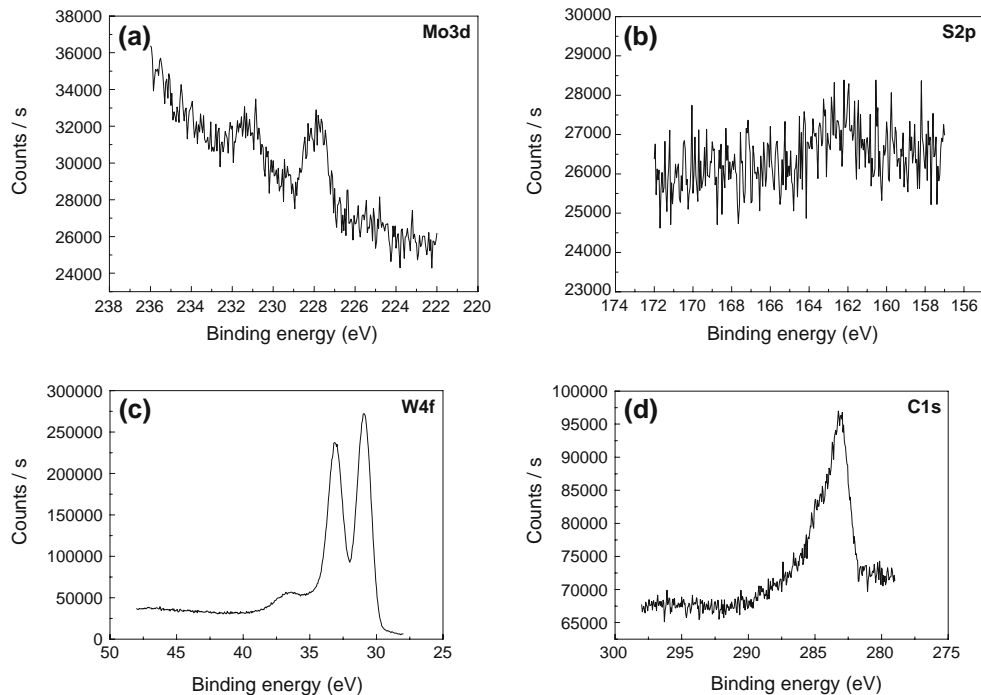 (a)
Mo3d
38000
36000
34000
32000
30000
28000
26000
24000
Counts / s
238 236 234 232 230 228 226 224 222 220
Binding energy (eV)
(b)
S2p
30000
29000
28000
27000
26000
25000
24000
23000
Counts / s
174 172 170 168 166 164 162 160 158 156
Binding energy (eV)
(c)
W4f
300000
250000
200000
150000
100000
50000
0
Counts / s
50 45 40 35 30 25
Binding energy (eV)
(d)
C1s
100000
95000
90000
85000
80000
75000
70000
65000
Counts / s
300 295 290 285 280 275
Binding energy (eV)